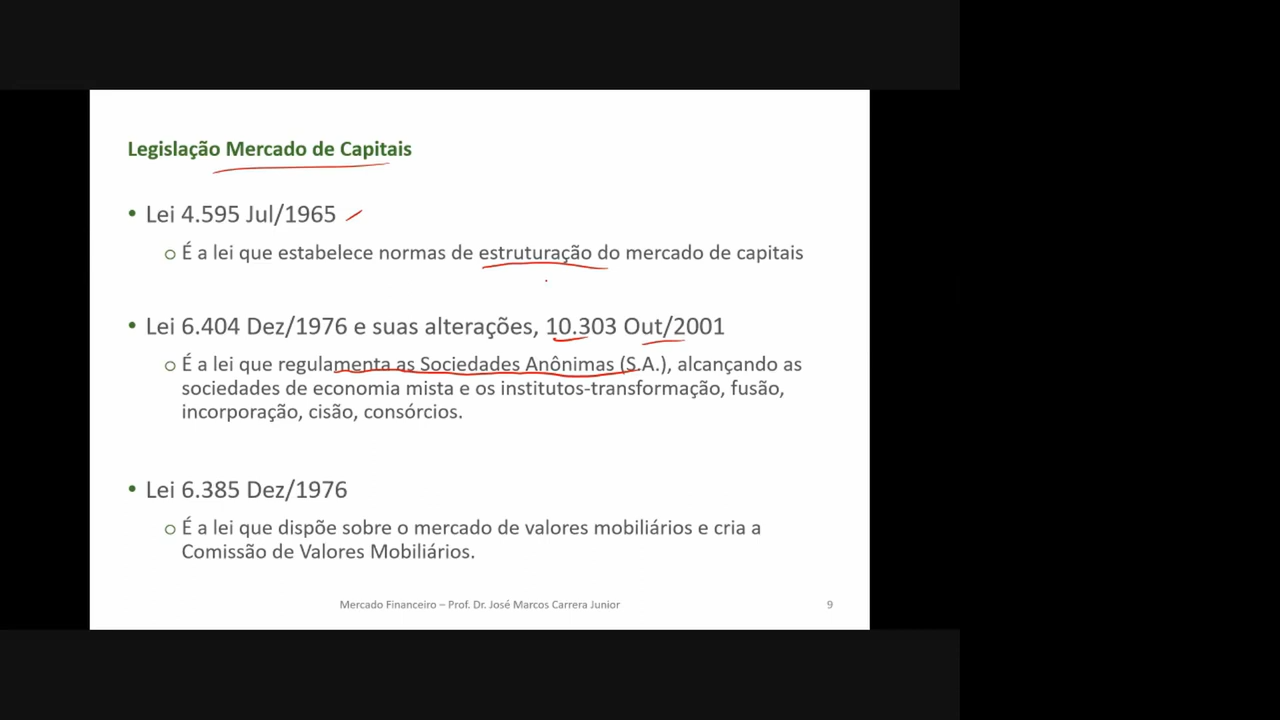 Legislação Mercado de Capitais
• Lei 4.595 Jul/1965
o É a lei que estabelece normas de estruturação do mercado de capitais
• Lei 6.404 Dez/1976 e suas alterações, 10.303 Out/2001
o É a lei que regulamenta as Sociedades Anônimas (S.A.), alcançando as
sociedades de economia mista e os institutos-transformação, fusão,
incorporação, cisão, consórcios.
• Lei 6.385 Dez/1976
o É a lei que dispõe sobre o mercado de valores mobiliários e cria a
Comissão de Valores Mobiliários.
Mercado Financeiro – Prof. Dr. José Marcos Carrera Junior 9